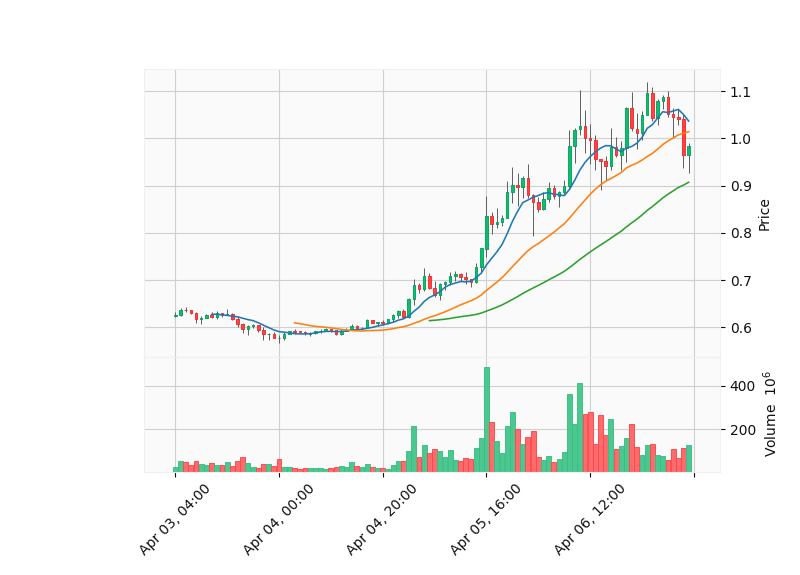 1.1
1.0
0.9
0.8
0.7
0.6
Price
400
200
Volume 10⁶
Apr 03, 04:00
Apr 04, 00:00
Apr 04, 20:00
Apr 05, 16:00
Apr 06, 12:00